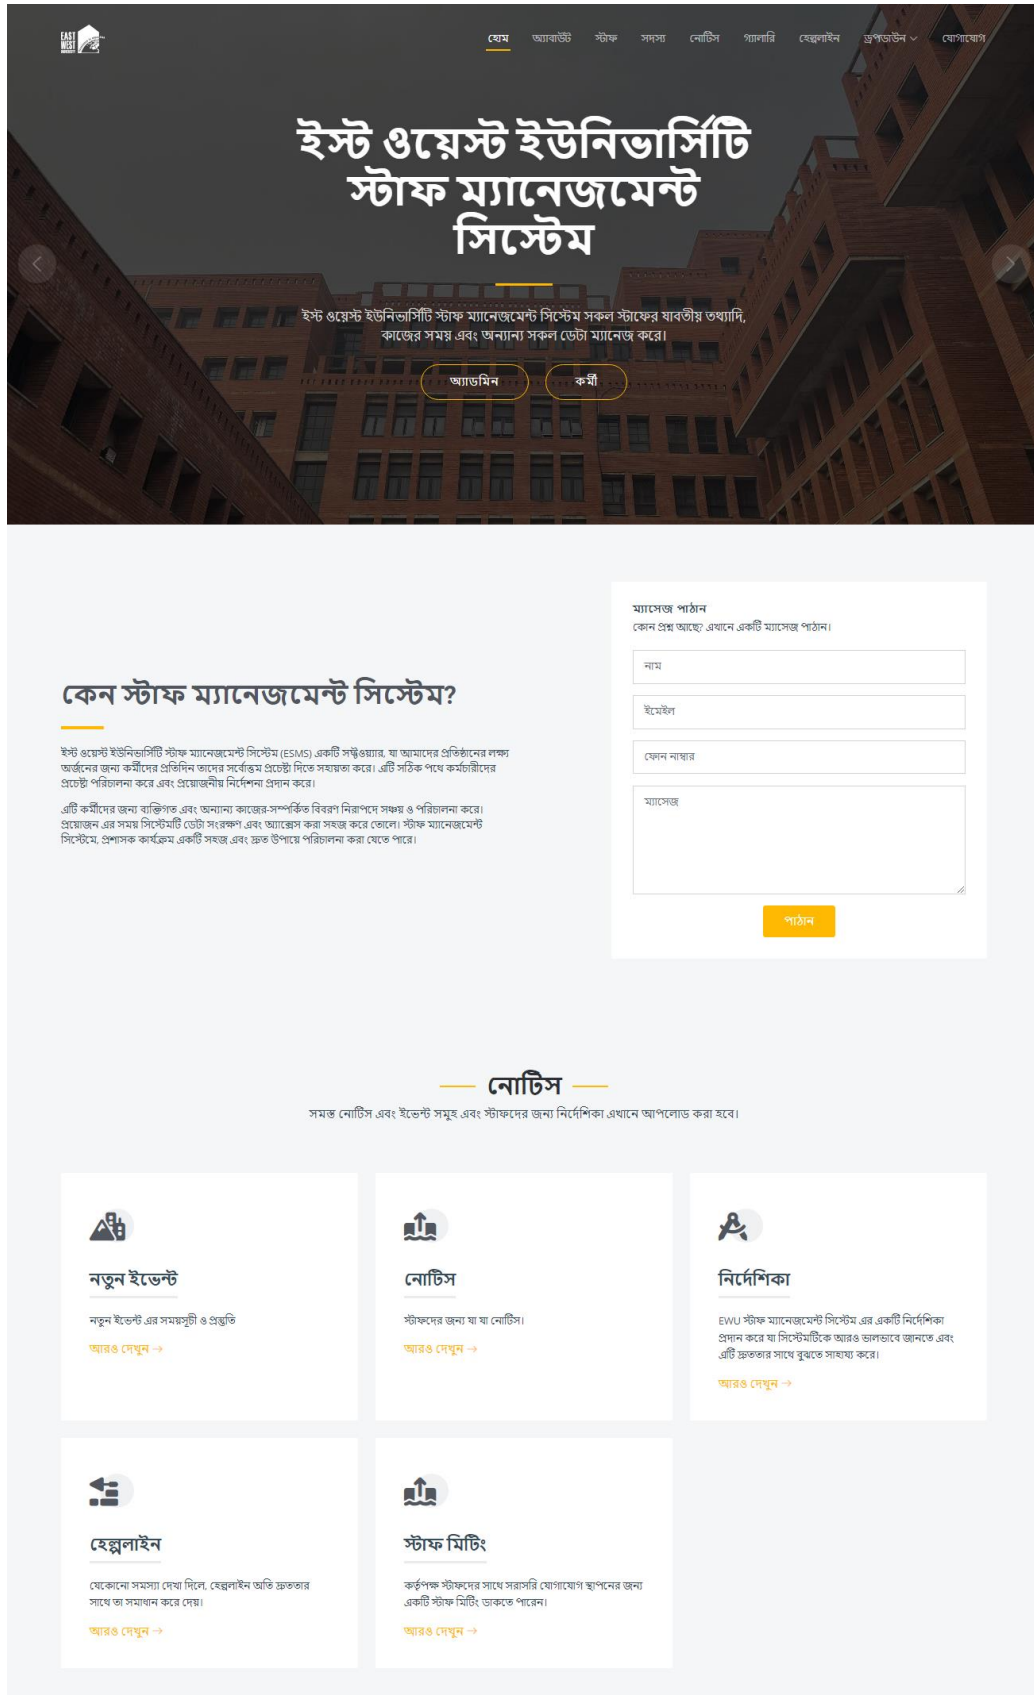 EAST
WEST
UNIVERSITY
হোম অ্যাবাউট স্টাফ সদস্য নোটিস গ্যালারি হেল্পলাইন ড্রপডাউন যোগাযোগ
ইস্ট ওয়েস্ট ইউনিভার্সিটি
স্টাফ ম্যানেজমেন্ট
সিস্টেম
ইস্ট ওয়েস্ট ইউনিভার্সিটি স্টাফ ম্যানেজমেন্ট সিস্টেম সকল স্টাফের যাবতীয় তথ্যাদি,
কাজের সময় এবং অন্যান্য সকল ডেটা ম্যানেজ করে।
অ্যাডমিন কর্মী
কেন স্টাফ ম্যানেজমেন্ট সিস্টেম?
ইস্ট ওয়েস্ট ইউনিভার্সিটি স্টাফ ম্যানেজমেন্ট সিস্টেম (ESMS) একটি সফ্টওয়্যার, যা আমাদের প্রতিষ্ঠানের লক্ষ্য
অর্জনের জন্য কর্মীদের প্রতিদিন তাদের সর্বোত্তম প্রচেষ্টা দিতে সহায়তা করে। এটি সঠিক পথে কর্মচারীদের
প্রচেষ্টা পরিচালনা করে এবং প্রয়োজনীয় নির্দেশনা প্রদান করে।
এটি কর্মীদের জন্য ব্যক্তিগত এবং অন্যান্য কাজের-সম্পর্কিত বিবরণ নিরাপদে সঞ্চয় ও পরিচালনা করে।
প্রয়োজন এর সময় সিস্টেমটি ডেটা সংরক্ষণ এবং অ্যাক্সেস করা সহজ করে তোলে। স্টাফ ম্যানেজমেন্ট
সিস্টেমে, প্রশাসক কার্যক্রম একটি সহজ এবং দ্রুত উপায়ে পরিচালনা করা যেতে পারে।
ম্যাসেজ পাঠান
কোন প্রশ্ন আছে? এখানে একটি ম্যাসেজ পাঠান।
নাম
ইমেইল
ফোন নাম্বার
ম্যাসেজ
পাঠান
নোটিস
সমস্ত নোটিস এবং ইভেন্ট সমূহ এবং স্টাফদের জন্য নির্দেশিকা এখানে আপলোড করা হবে।
নতুন ইভেন্ট
নতুন ইভেন্ট এর সময়সূচী ও প্রস্তুতি
আরও দেখুন →
নোটিস
স্টাফদের জন্য যা যা নোটিস।
আরও দেখুন →
নির্দেশিকা
EWU স্টাফ ম্যানেজমেন্ট সিস্টেম এর একটি নির্দেশিকা
প্রদান করে যা সিস্টেমটিকে আরও ভালভাবে জানতে এবং
এটি দ্রুততার সাথে বুঝতে সাহায্য করে।
আরও দেখুন →
হেল্পলাইন
যেকোনো সমস্যা দেখা দিলে, হেল্পলাইন অতি দ্রুততার
সাথে তা সমাধান করে দেয়।
আরও দেখুন →
স্টাফ মিটিং
কর্তৃপক্ষ স্টাফদের সাথে সরাসরি যোগাযোগ স্থাপনের জন্য
একটি স্টাফ মিটিং ডাকতে পারেন।
আরও দেখুন →